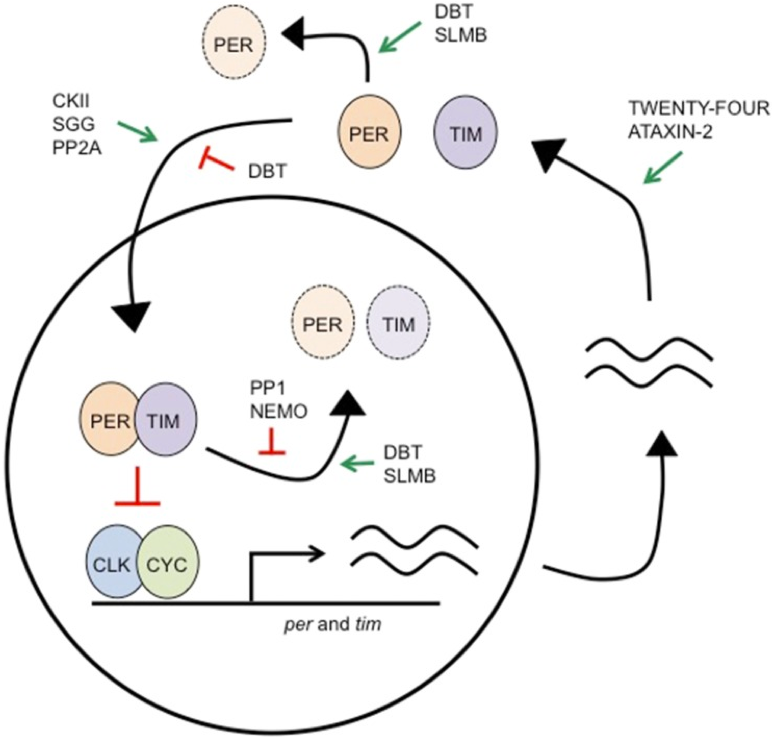 DBT
SLMB
PER
CKII
SGG
PP2A
PER
TIM
TWENTY-FOUR
ATAXIN-2
DBT
PER
TIM
PP1
NEMO
PER
TIM
DBT
SLMB
CLK
CYC
per and tim